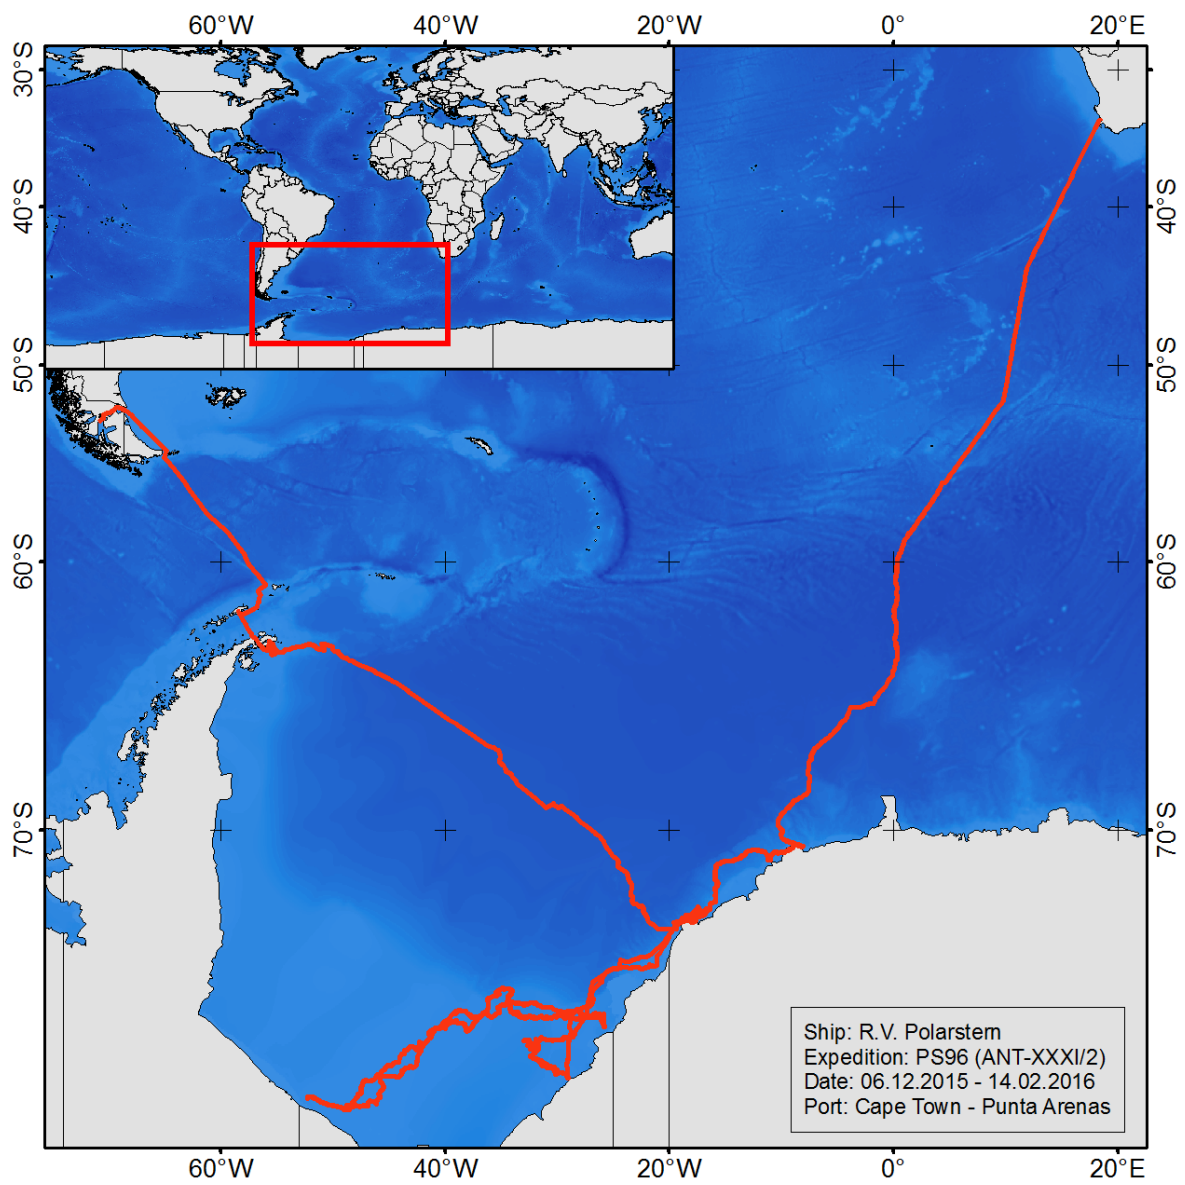 60°W 40°W 20°W 0° 20°E
30°S
40°S 40°S
50°S 50°S
60°S 60°S
70°S 70°S
Ship: R.V. Polarstern
Expedition: PS96 (ANT-XXXI/2)
Date: 06.12.2015 - 14.02.2016
Port: Cape Town - Punta Arenas
60°W 40°W 20°W 0° 20°E